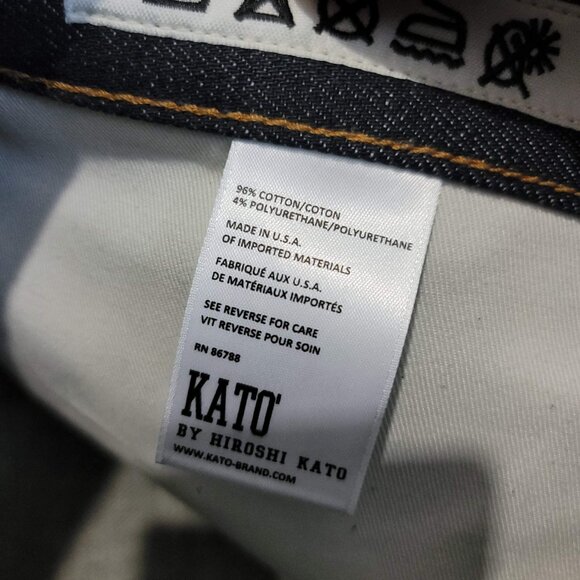 96% COTTON/COTON
4% POLYURETHANE/POLYURETHANE
MADE IN U.S.A.
OF IMPORTED MATERIALS
FABRIQUÉ AUX U.S.A.
DE MATÉRIAUX IMPORTÉS
SEE REVERSE FOR CARE
VIT REVERSE POUR SOIN
RN 86788
KATO'
BY HIROSHI KATO
WWW.KATO-BRAND.COM